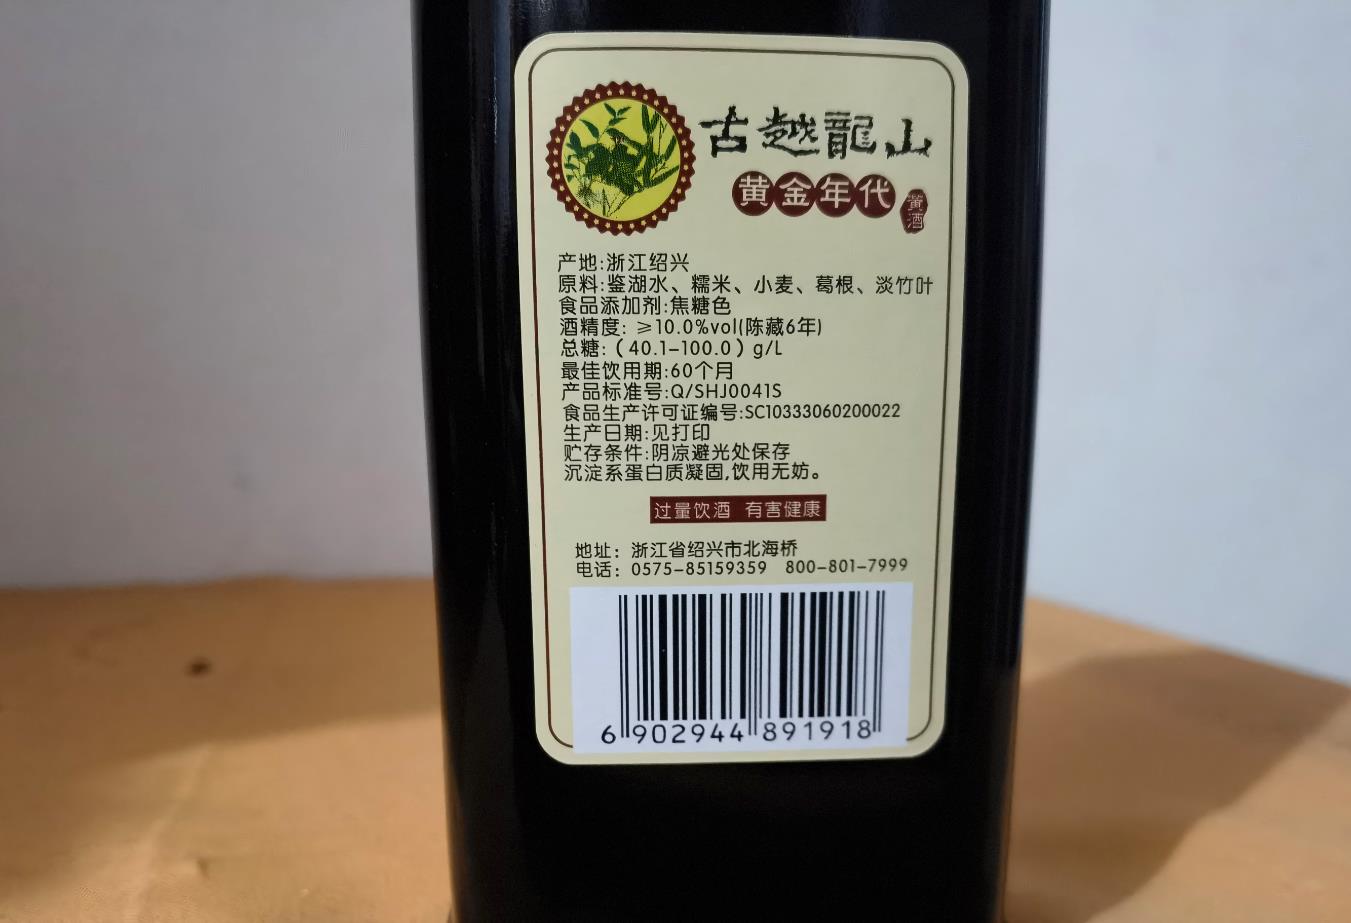 古越龍山
黄金年代
黄酒
产地:浙江绍兴
原料:鉴湖水、糯米、小麦、葛根、淡竹叶
食品添加剂:焦糖色
酒精度: ≥10.0%vol(陈藏6年)
总糖:(40.1-100.0)g/L
最佳饮用期:60个月
产品标准号:Q/SHJ0041S
食品生产许可证编号:SC10333060200022
生产日期:见打印
贮存条件:阴凉避光处保存
沉淀系蛋白质凝固,饮用无妨。
过量饮酒 有害健康
地址: 浙江省绍兴市北海桥
电话: 0575-85159359 800-801-7999
6 902944 891918